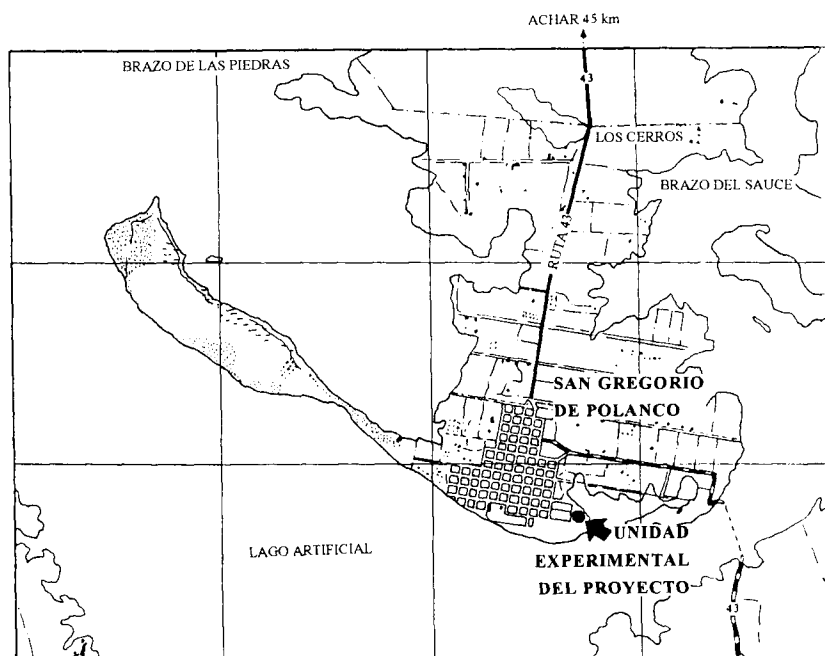 ACHAR 45 km
BRAZO DE LAS PIEDRAS
43
LOS CERROS
BRAZO DEL SAUCE
RUTA 43
SAN GREGORIO
DE POLANCO
LAGO ARTIFICIAL
UNIDAD
EXPERIMENTAL
DEL PROYECTO
43